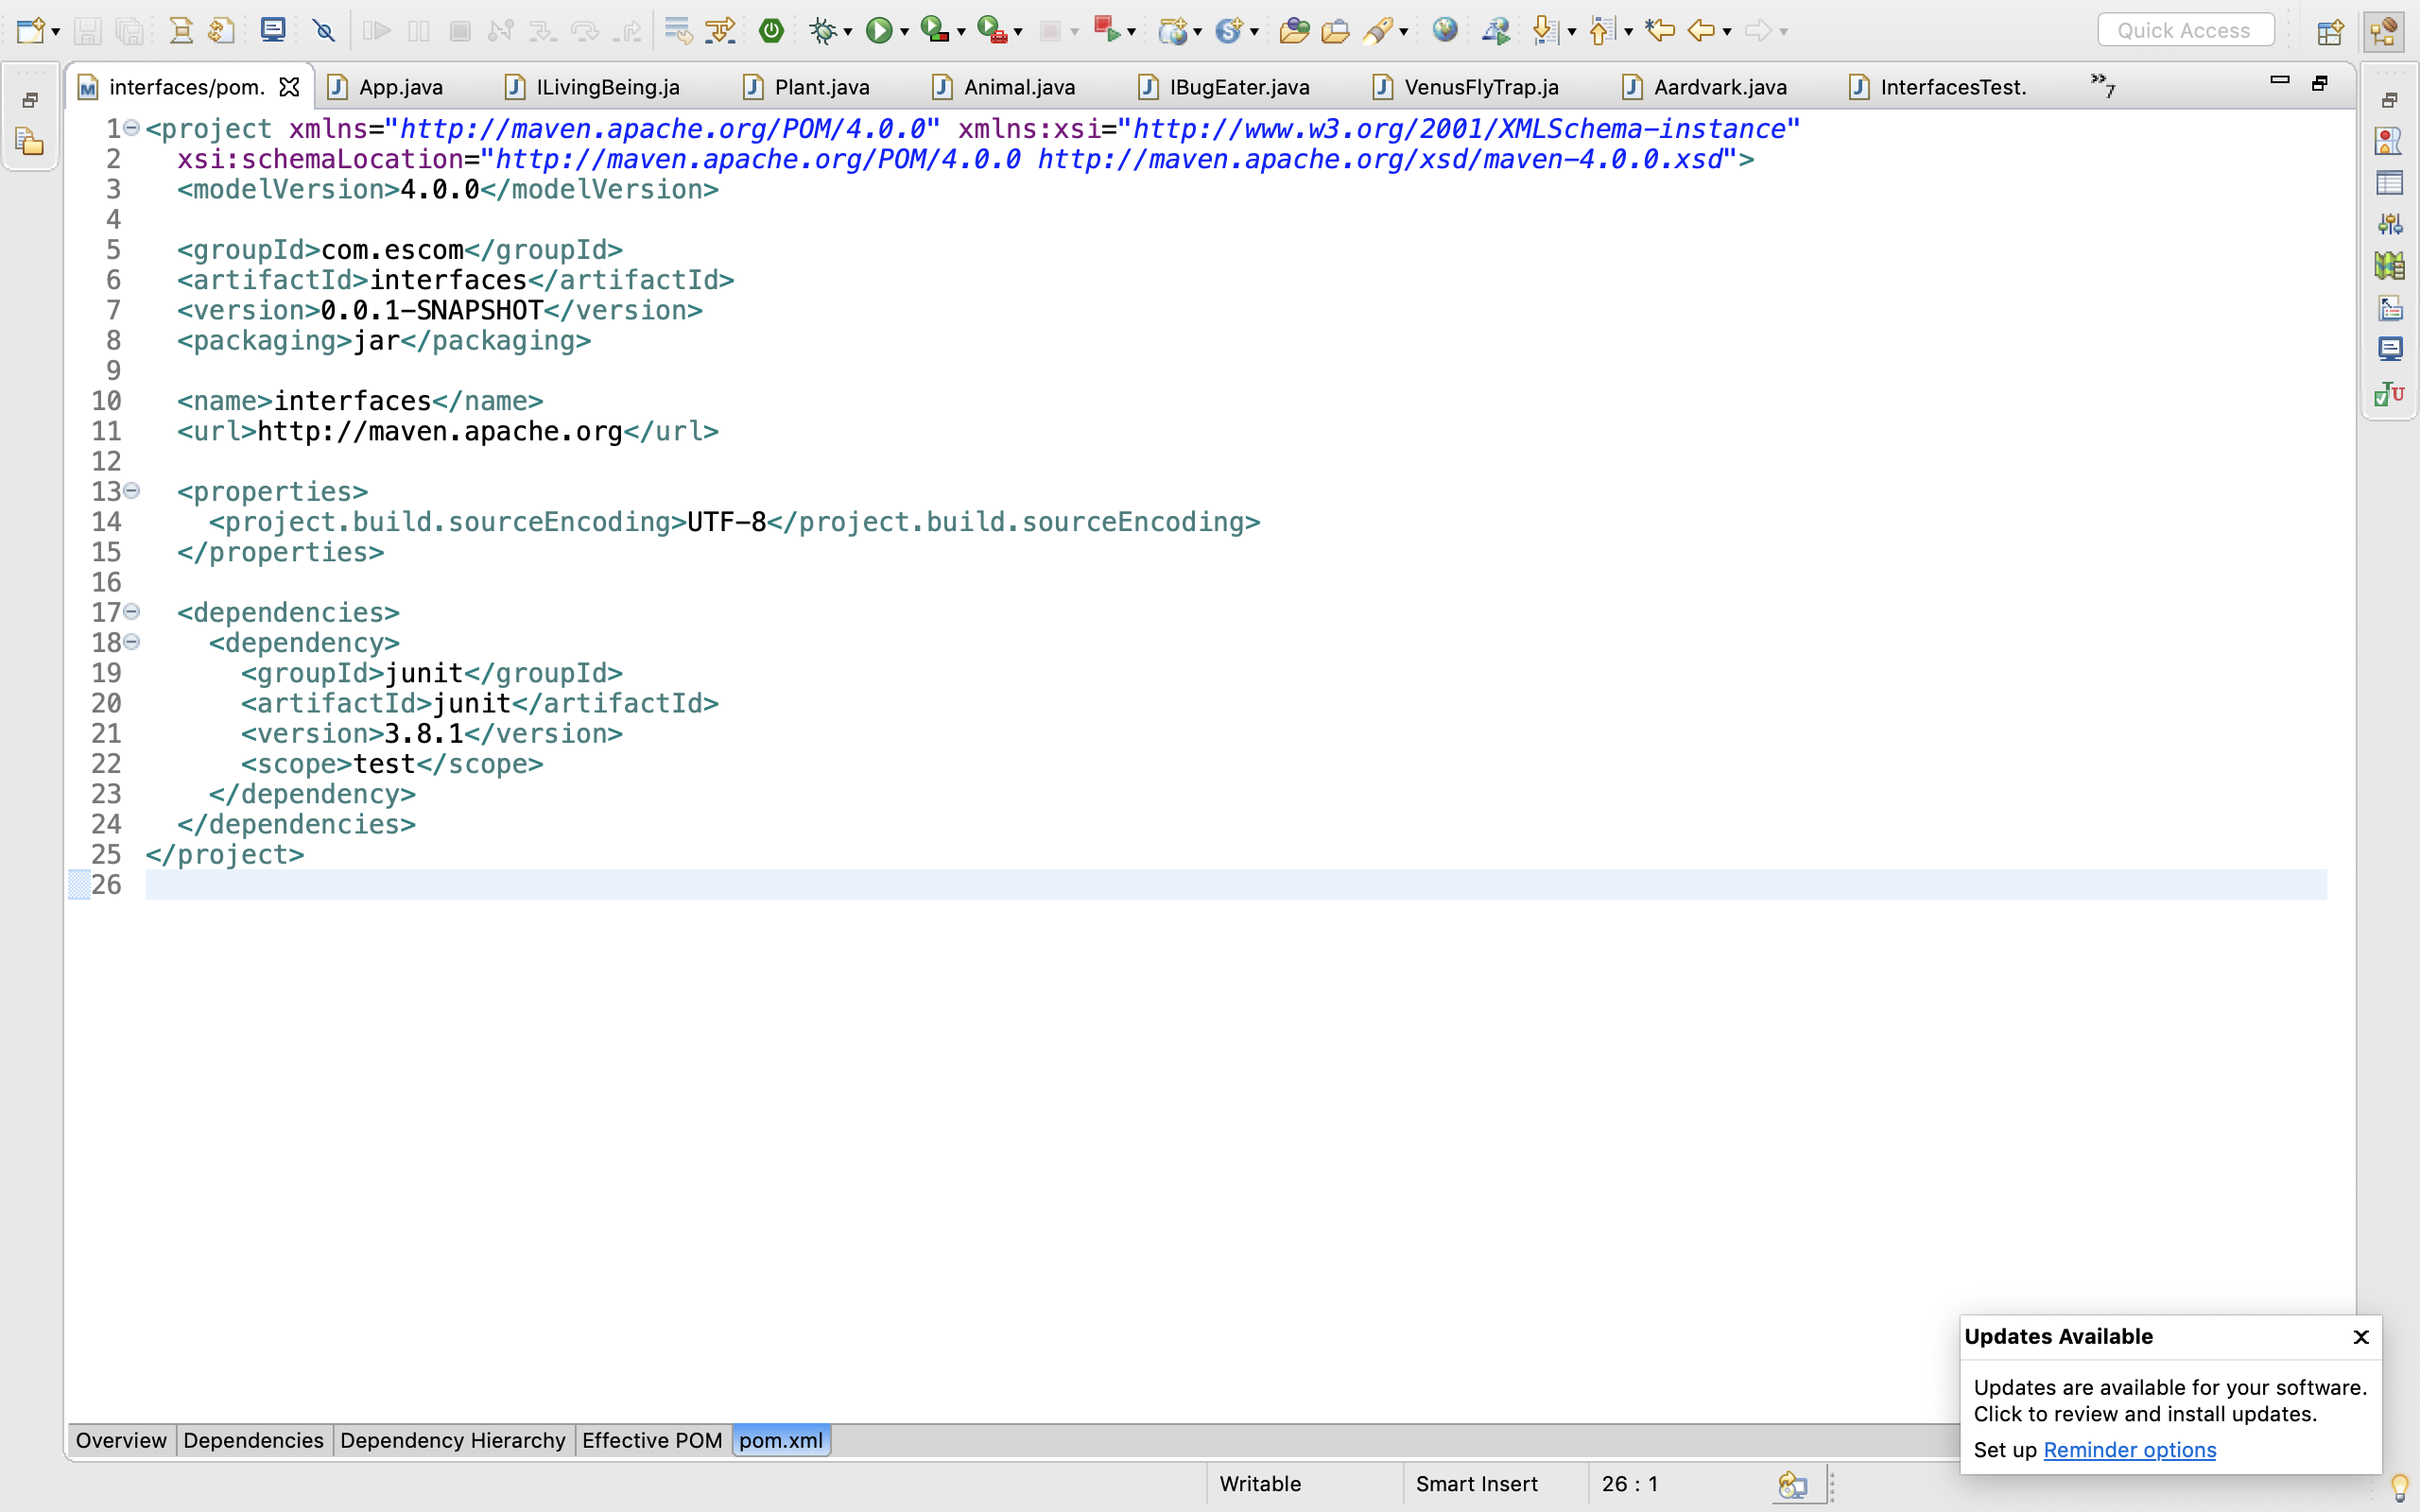 Quick Access
interfaces/pom. App.java ILivingBeing.ja Plant.java Animal.java IBugEater.java VenusFlyTrap.ja Aardvark.java InterfacesTest. »7
1 <project xmlns="http://maven.apache.org/POM/4.0.0" xmlns:xsi="http://www.w3.org/2001/XMLSchema-instance"
2   xsi:schemaLocation="http://maven.apache.org/POM/4.0.0 http://maven.apache.org/xsd/maven-4.0.0.xsd">
3   <modelVersion>4.0.0</modelVersion>
4
5   <groupId>com.escom</groupId>
6   <artifactId>interfaces</artifactId>
7   <version>0.0.1-SNAPSHOT</version>
8   <packaging>jar</packaging>
9
10   <name>interfaces</name>
11   <url>http://maven.apache.org</url>
12
13   <properties>
14     <project.build.sourceEncoding>UTF-8</project.build.sourceEncoding>
15   </properties>
16
17   <dependencies>
18     <dependency>
19       <groupId>junit</groupId>
20       <artifactId>junit</artifactId>
21       <version>3.8.1</version>
22       <scope>test</scope>
23     </dependency>
24   </dependencies>
25 </project>
26
Updates Available
Updates are available for your software.
Click to review and install updates.
Set up Reminder options
Overview Dependencies Dependency Hierarchy Effective POM pom.xml
Writable Smart Insert 26 : 1